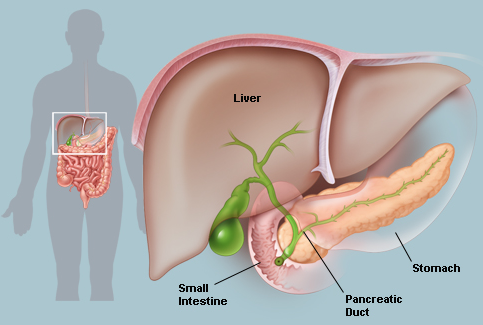 Liver
Small
Intestine
Pancreatic
Duct
Stomach